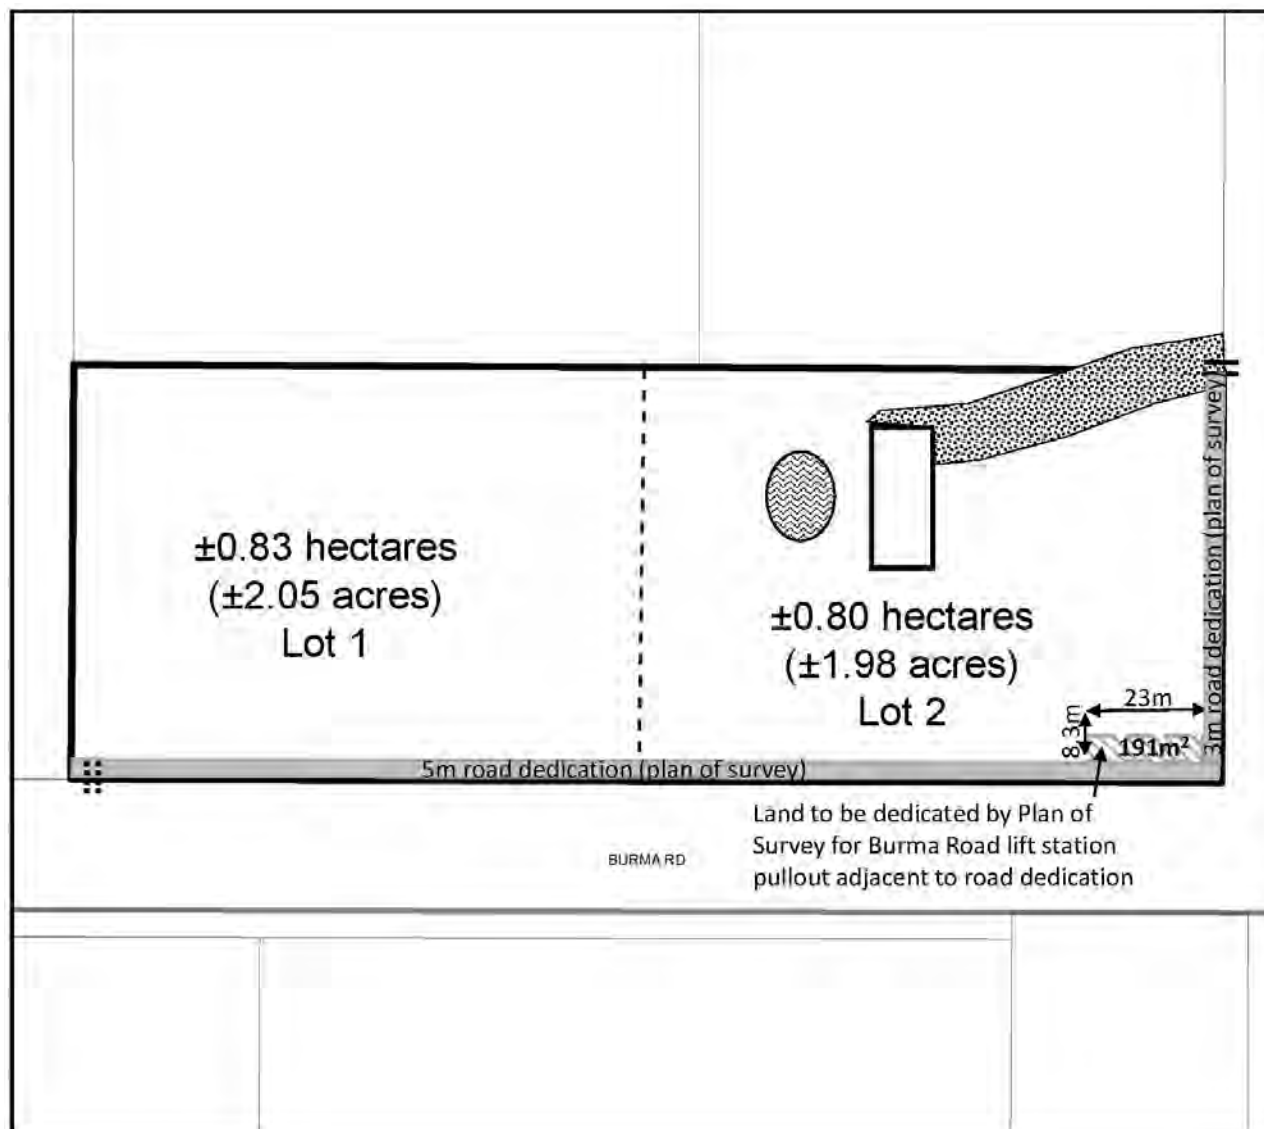 ±0.83 hectares
(±2.05 acres)
Lot 1
±0.80 hectares
(±1.98 acres)
Lot 2
3m road dedication (plan of survey)
23m
8.3m
191m²
5m road dedication (plan of survey)
Land to be dedicated by Plan of
Survey for Burma Road lift station
pullout adjacent to road dedication
BURMA RD